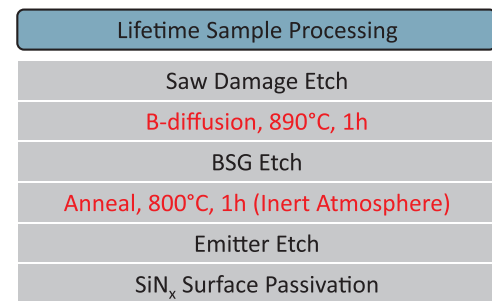 Lifetime Sample Processing
Saw Damage Etch
B-diffusion, 890°C, 1h
BSG Etch
Anneal, 800°C, 1h (Inert Atmosphere)
Emitter Etch
SiNx Surface Passivation